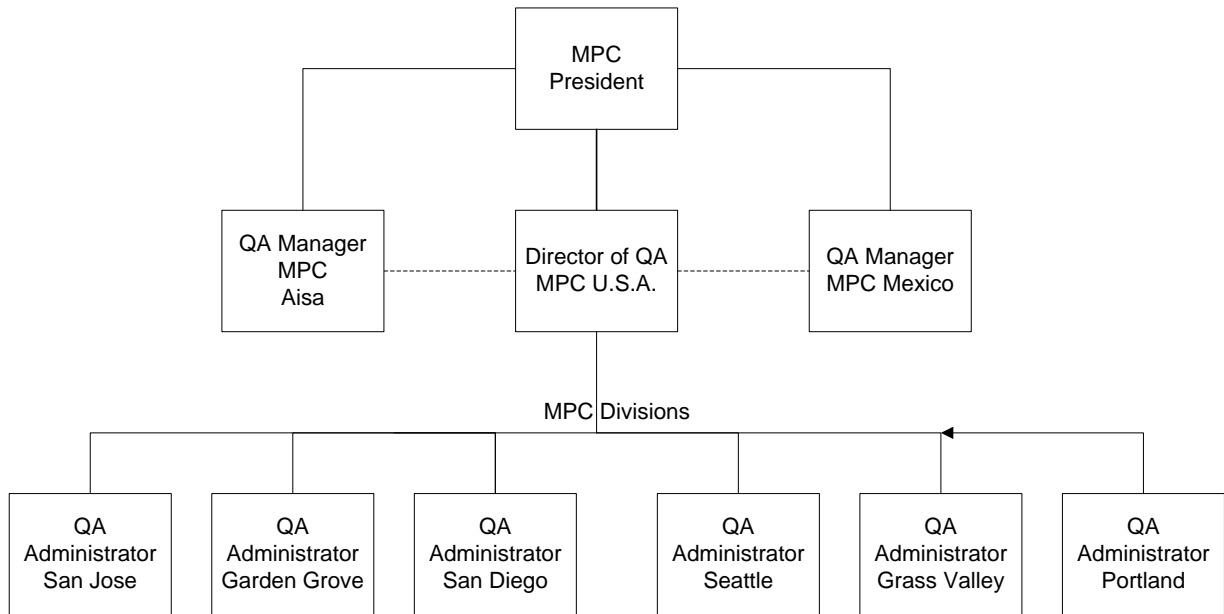 MPC
President
QA Manager
MPC
Aisa
Director of QA
MPC U.S.A.
QA Manager
MPC Mexico
MPC Divisions
QA
Administrator
San Jose
QA
Administrator
Garden Grove
QA
Administrator
San Diego
QA
Administrator
Seattle
QA
Administrator
Grass Valley
QA
Administrator
Portland